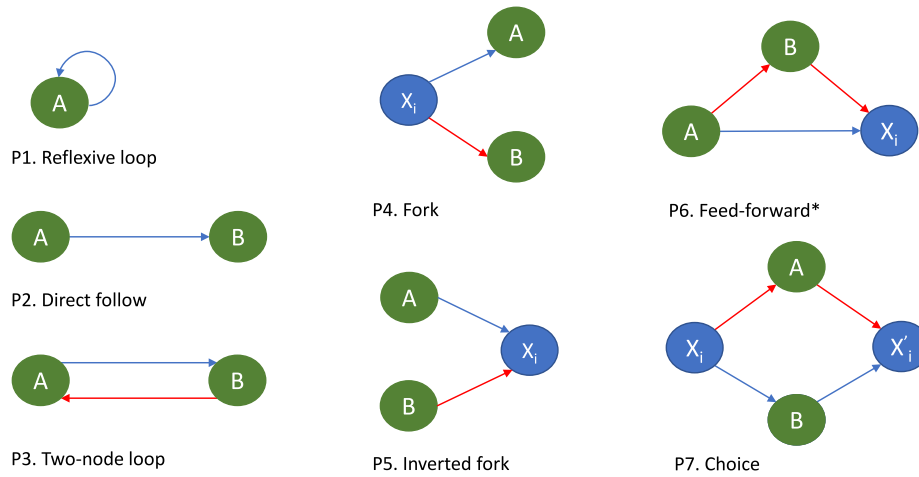 A
P1. Reflexive loop
A B
P2. Direct follow
A B
P3. Two-node loop
A
Xi
B
P4. Fork
A
Xi
B
P5. Inverted fork
B
A Xi
P6. Feed-forward*
A
Xi X'i
B
P7. Choice